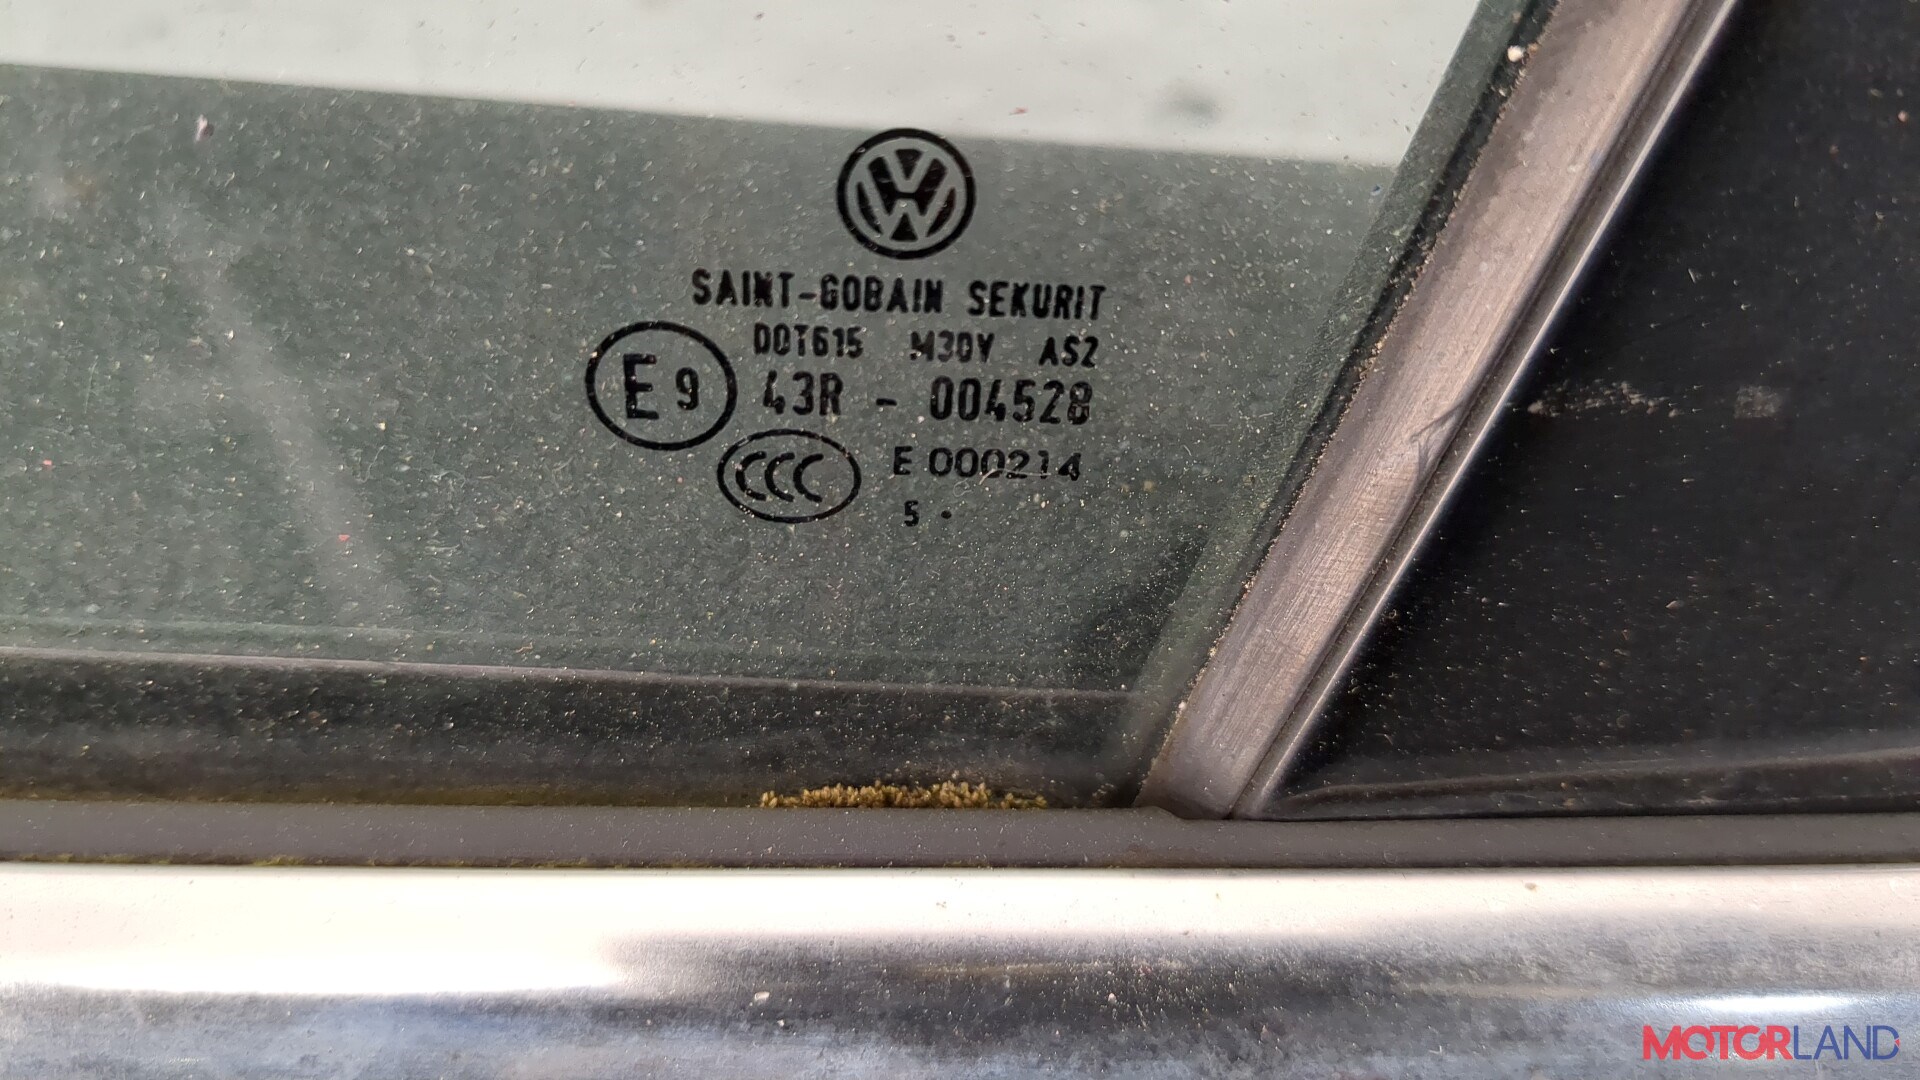 SAINT-GOBAIN SEKURIT
DOT615 M30V AS2
E9 43R - 004528
CCC E 000214
5 •
MOTORLAND